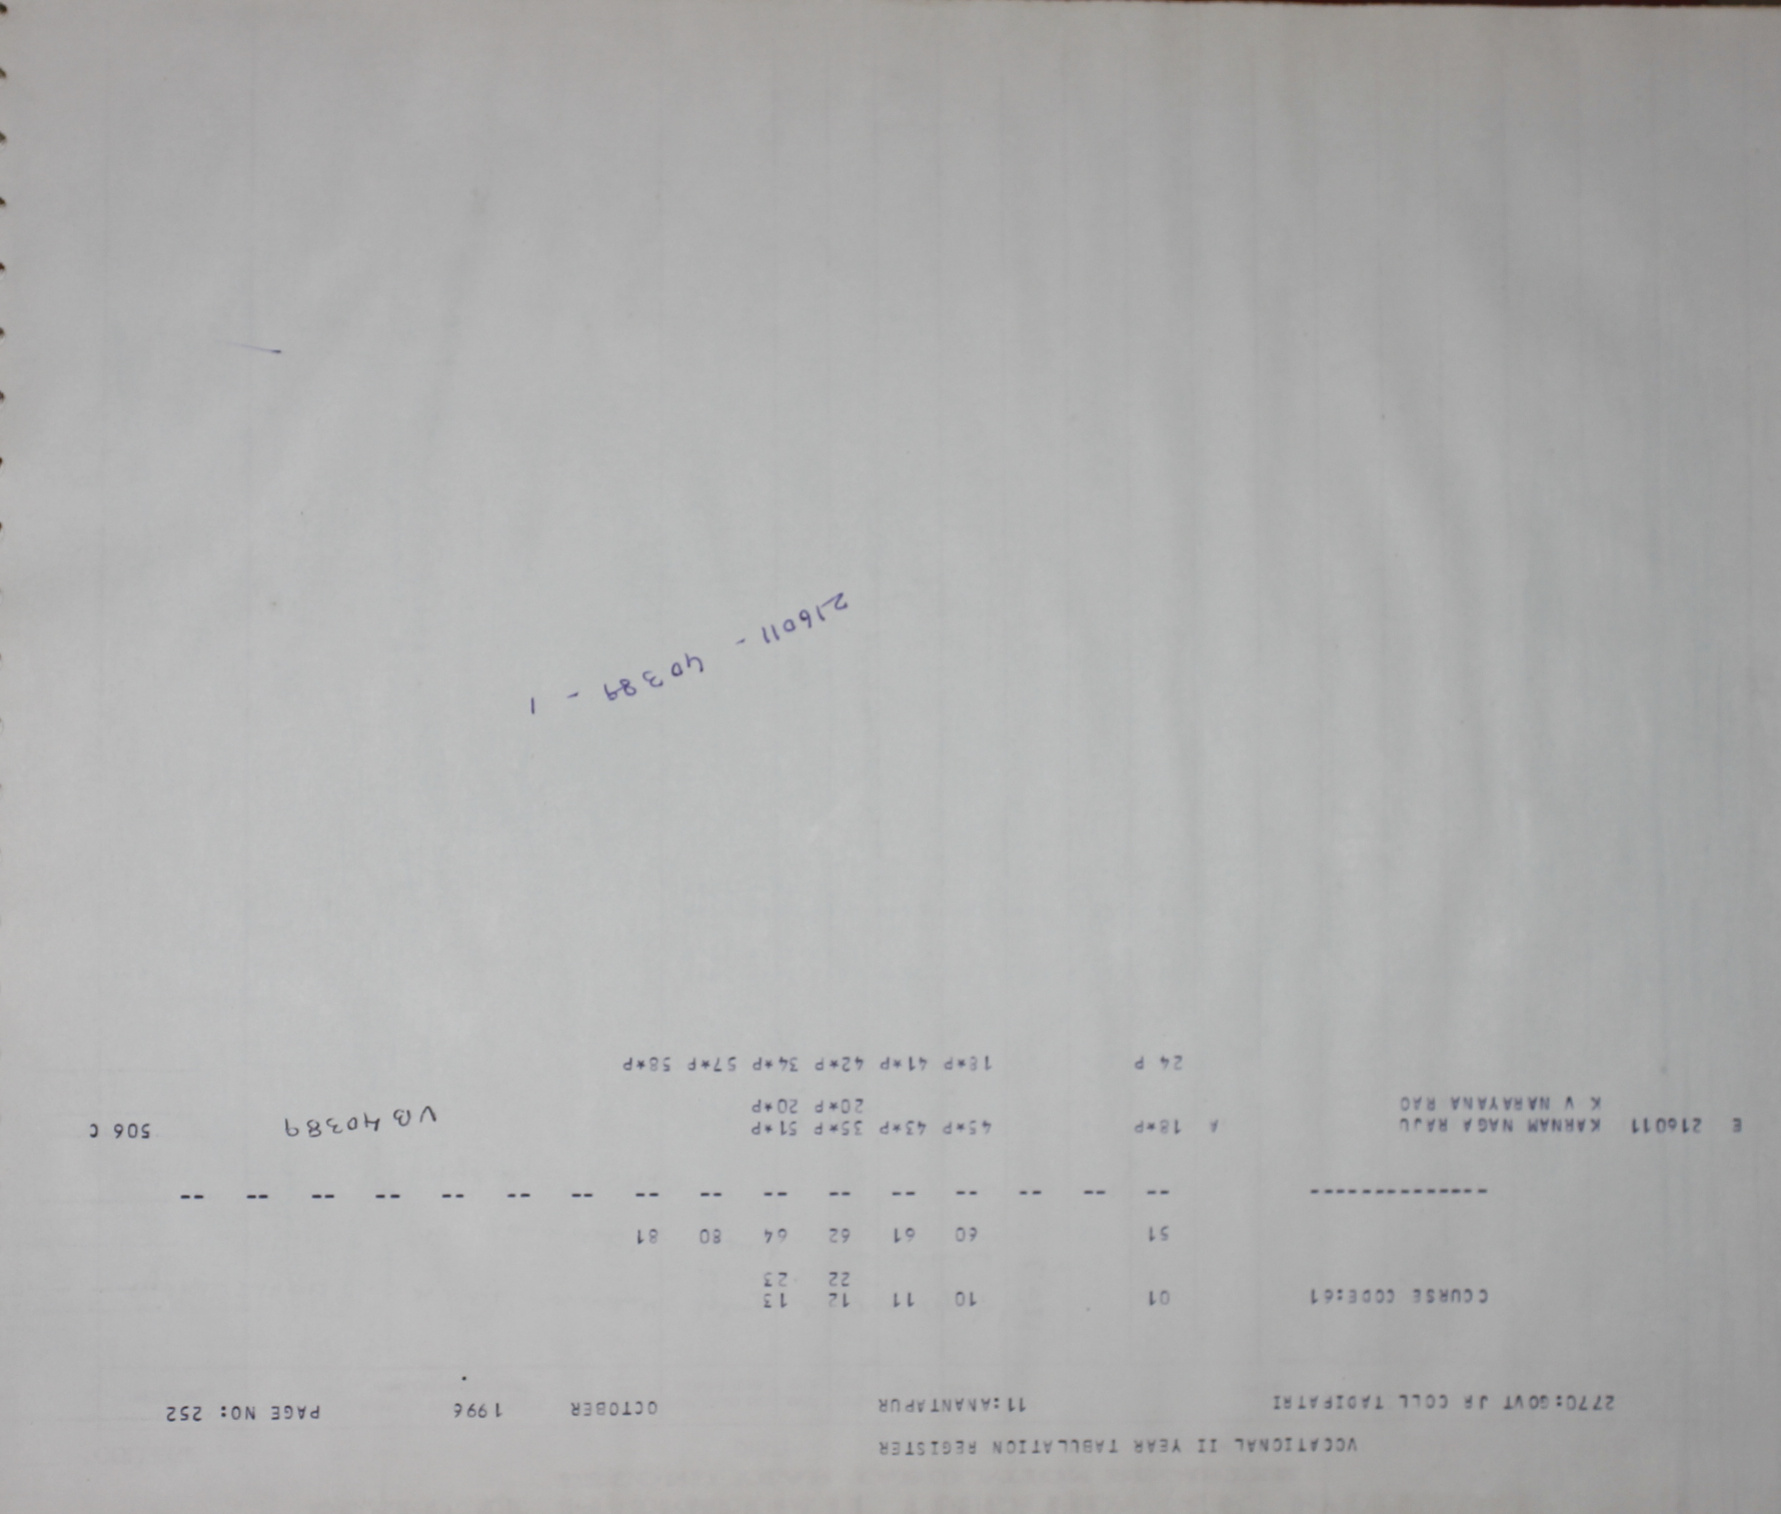 VOCATIONAL II YEAR TABLLATION REGISTER
2770:GOVT JR COLL TADIPATRI 11:ANANTAPUR OCTOBER 1996 PAGE NO: 252
COURSE CODE:61 01 10 11 12 13
22 23
51 60 61 62 64 80 81
-------------- -- -- -- -- -- -- -- -- -- -- -- -- -- -- -- --
E 216011 KARNAM NAGA RAJU A 18*P 45*P 43*P 35*P 51*P VB 40389 506 C
K V NARAYANA RAO 20*P 20*P
24 P 18*P 41*P 42*P 34*P 57*P 58*P
216011 - 40389 - 1